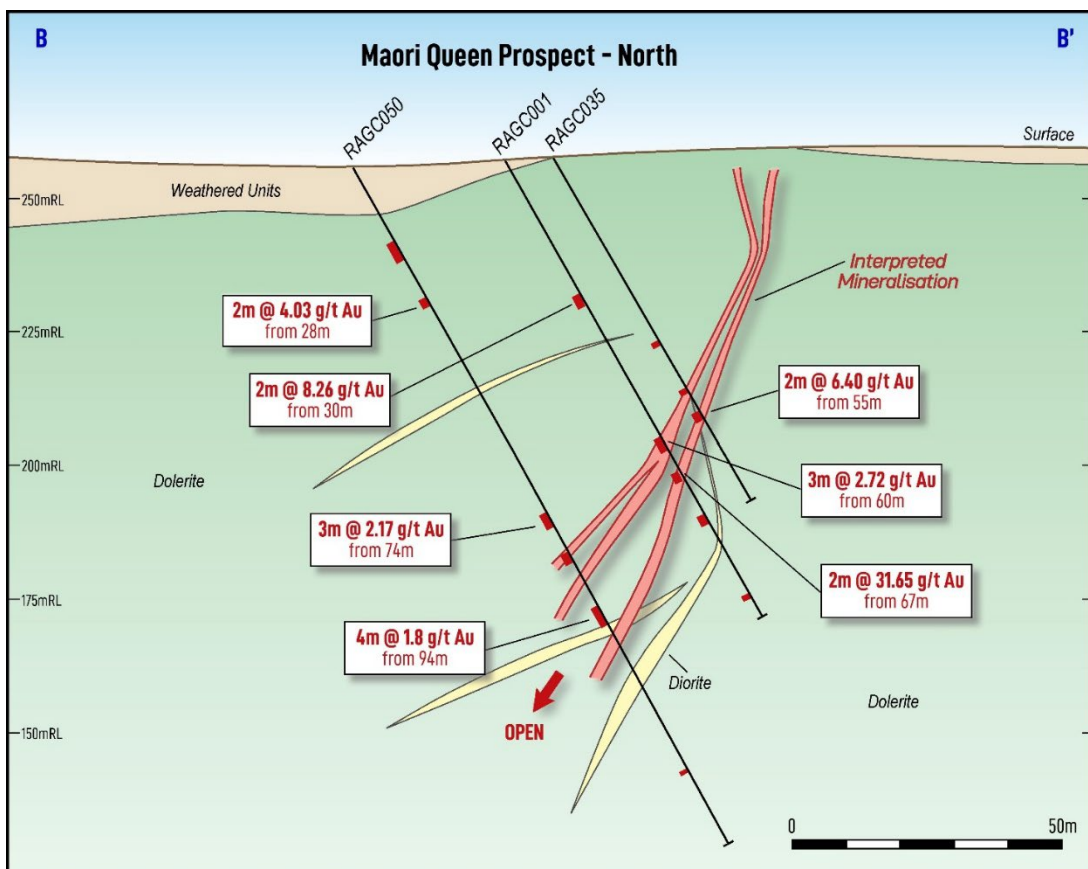 B
B'
Maori Queen Prospect - North
RAGC050
RAGC001
RAGC035
Surface
Weathered Units
250mRL
Interpreted
Mineralisation
2m @ 4.03 g/t Au
from 28m
225mRL
2m @ 8.26 g/t Au
from 30m
2m @ 6.40 g/t Au
from 55m
200mRL
Dolerite
3m @ 2.72 g/t Au
from 60m
3m @ 2.17 g/t Au
from 74m
2m @ 31.65 g/t Au
from 67m
175mRL
4m @ 1.8 g/t Au
from 94m
Diorite
Dolerite
OPEN
150mRL
0
50m